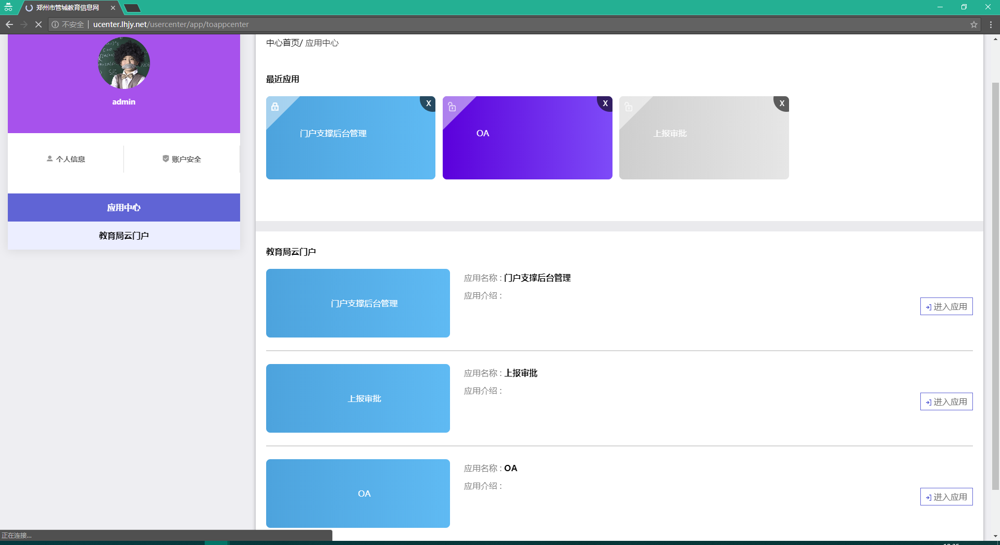 郑州市管城教育信息网
不安全 ucenter.lhjy.net/usercenter/app/toappcenter
admin
个人信息
账户安全
应用中心
教育局云门户
中心首页/ 应用中心
最近应用
X
门户支撑后台管理
X
OA
X
上报审批
教育局云门户
门户支撑后台管理
应用名称 : 门户支撑后台管理
应用介绍 :
进入应用
上报审批
应用名称 : 上报审批
应用介绍 :
进入应用
OA
应用名称 : OA
应用介绍 :
进入应用
正在连接...